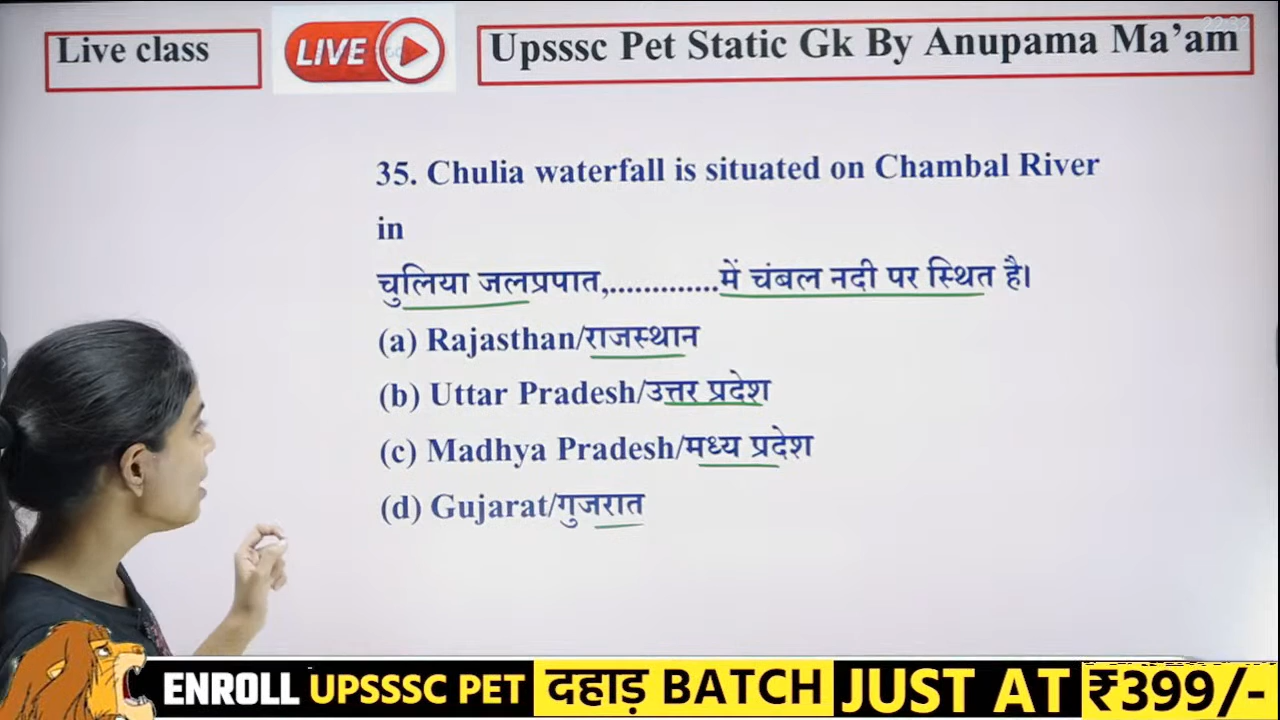 Live class
LIVE
Upsssc Pet Static Gk By Anupama Ma'am
35. Chulia waterfall is situated on Chambal River
in
चुलिया जलप्रपात,.............में चंबल नदी पर स्थित है।
(a) Rajasthan/राजस्थान
(b) Uttar Pradesh/उत्तर प्रदेश
(c) Madhya Pradesh/मध्य प्रदेश
(d) Gujarat/गुजरात
ENROLL UPSSSC PET दहाड़ BATCH JUST AT ₹399/-